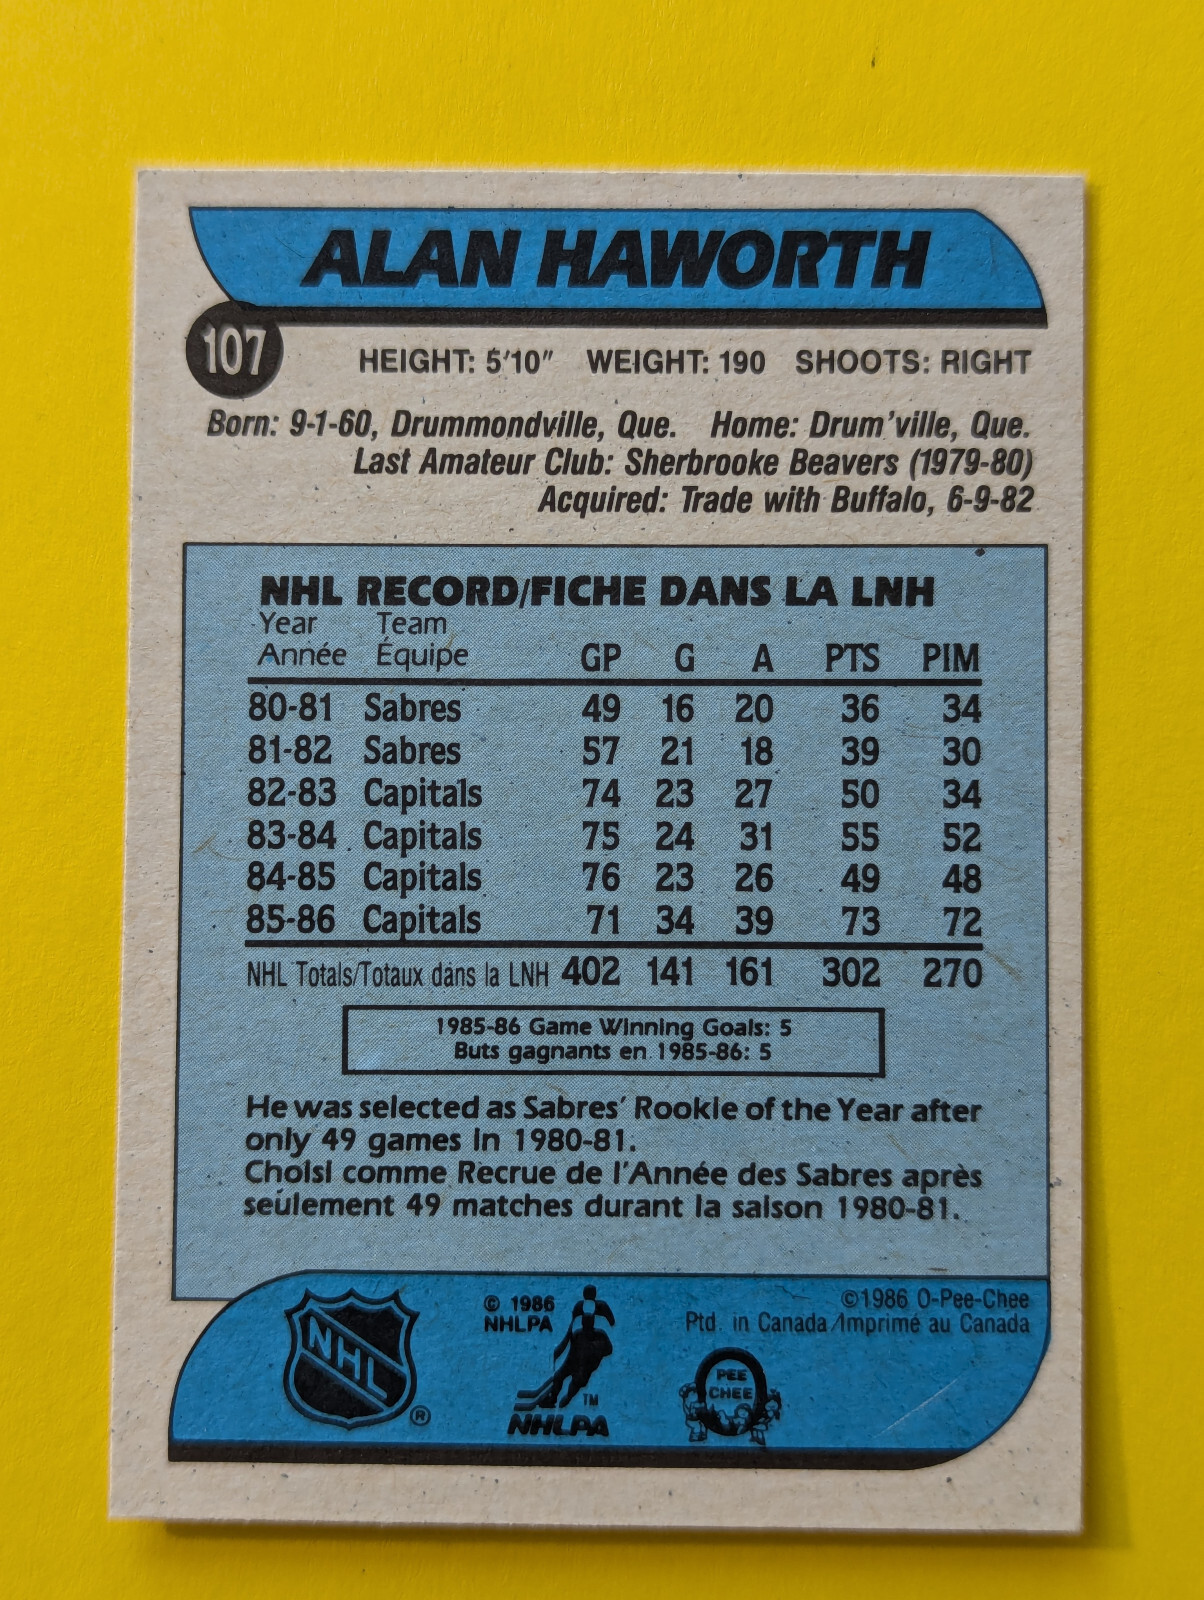 ALAN HAWORTH
107
HEIGHT: 5'10" WEIGHT: 190 SHOOTS: RIGHT
Born: 9-1-60, Drummondville, Que. Home: Drum'ville, Que.
Last Amateur Club: Sherbrooke Beavers (1979-80)
Acquired: Trade with Buffalo, 6-9-82
NHL RECORD/FICHE DANS LA LNH
Year Team
Année Équipe GP G A PTS PIM
80-81 Sabres 49 16 20 36 34
81-82 Sabres 57 21 18 39 30
82-83 Capitals 74 23 27 50 34
83-84 Capitals 75 24 31 55 52
84-85 Capitals 76 23 26 49 48
85-86 Capitals 71 34 39 73 72
NHL Totals/Totaux dans la LNH 402 141 161 302 270
1985-86 Game Winning Goals: 5
Buts gagnants en 1985-86: 5
He was selected as Sabres' Rookie of the Year after
only 49 games in 1980-81.
Choisi comme Recrue de l'Année des Sabres après
seulement 49 matches durant la saison 1980-81.
NHL ®
© 1986
NHLPA
TM
NHLPA
©1986 O-Pee-Chee
Ptd. in Canada/Imprimé au Canada
O
PEE
CHEE